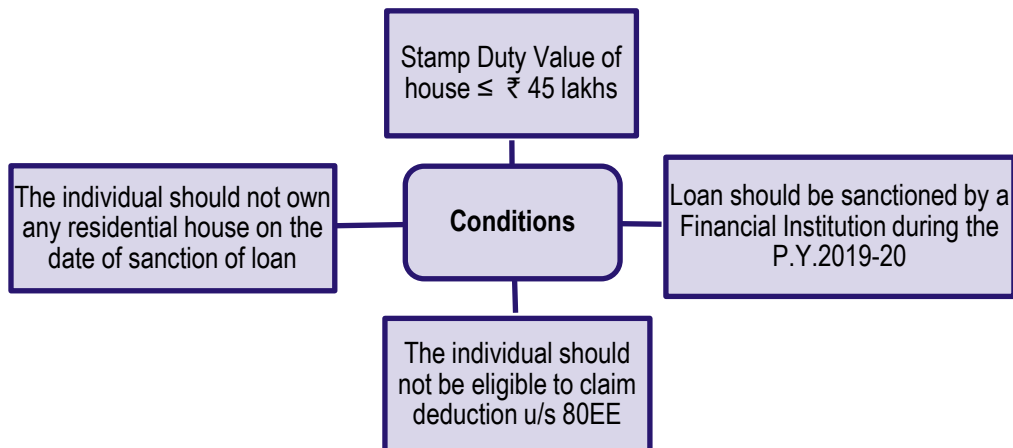 Stamp Duty Value of
house ≤ ₹ 45 lakhs
The individual should not own
any residential house on the
date of sanction of loan
Conditions
Loan should be sanctioned by a
Financial Institution during the
P.Y.2019-20
The individual should
not be eligible to claim
deduction u/s 80EE